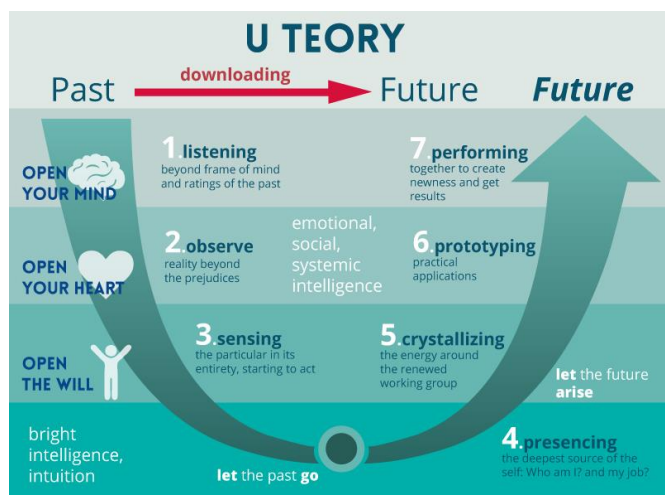 U TEORY
downloading
Past
Future
Future
OPEN
YOUR MIND
1.listening
beyond frame of mind
and ratings of the past
7.performing
together to create
newness and get
results
OPEN
YOUR HEART
2.observe
reality beyond
the prejudices
emotional,
social,
systemic
intelligence
6.prototyping
practical
applications
OPEN
THE WILL
3.sensing
the particular in its
entirety, starting to act
5.crystallizing
the energy around
the renewed
working group
let the future
arise
bright
intelligence,
intuition
let the past go
4.presencing
the deepest source of the
self: Who am I? and my job?